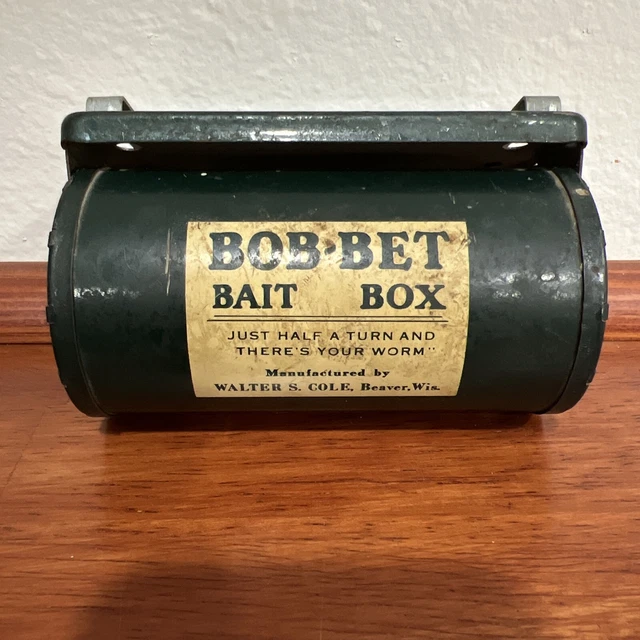 BOB·BET
BAIT BOX
JUST HALF A TURN AND
THERE'S YOUR WORM"
Manufactured by
WALTER S. COLE, Beaver, Wis.